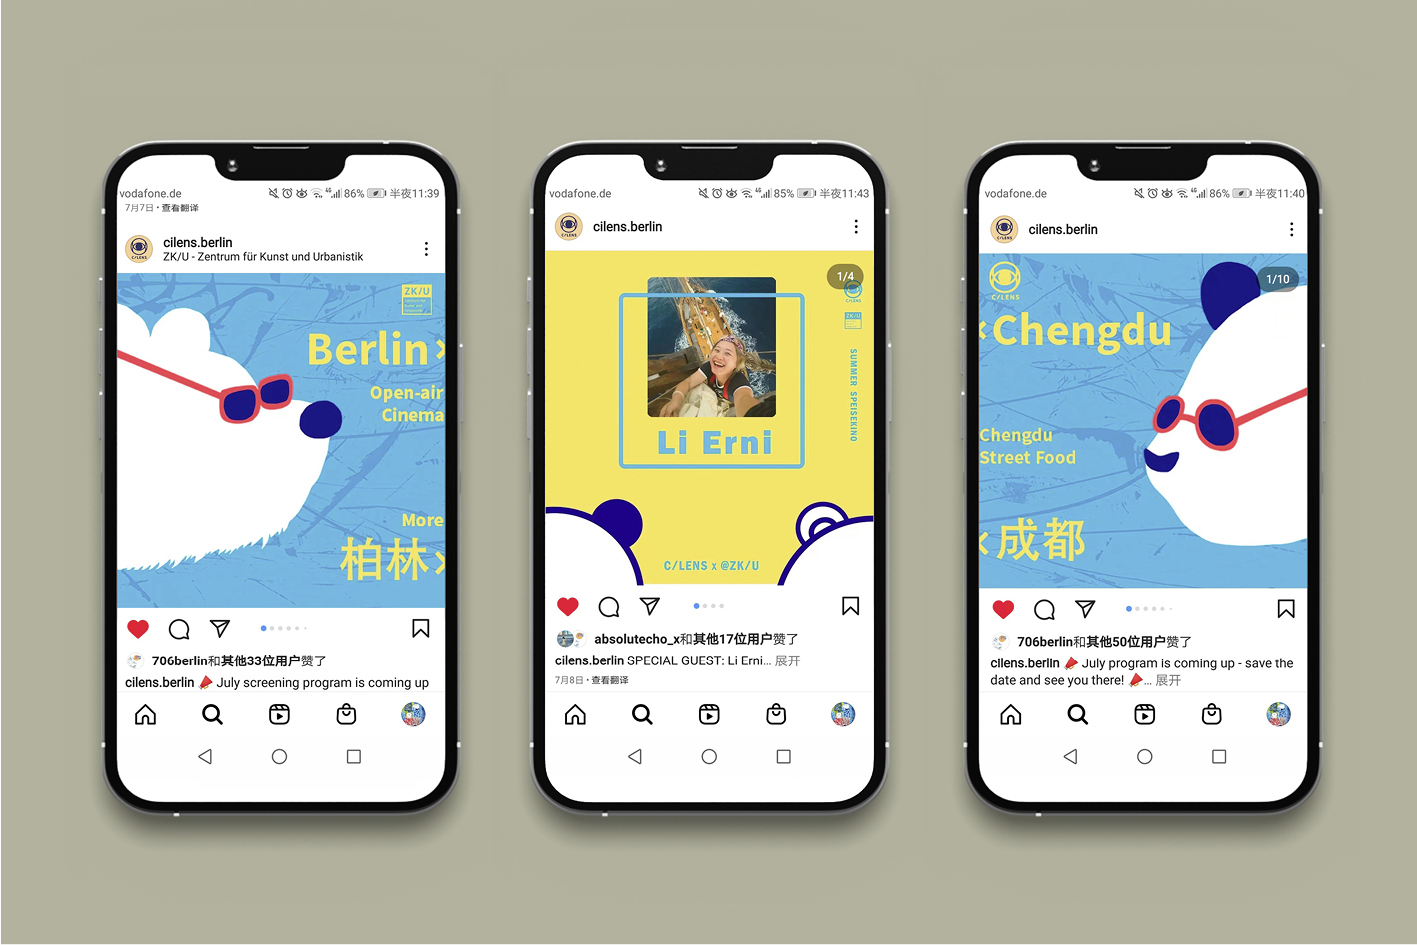 vodafone.de
4G
86%
半夜11:39
7月7日 • 查看翻译
C/LENS
cilens.berlin
ZK/U - Zentrum für Kunst und Urbanistik
ZK/U
Berlin×
Open-air
Cinema
More
柏林×
706berlin和其他33位用户赞了
cilens.berlin 📣 July screening program is coming up
vodafone.de
4G
85%
半夜11:43
C/LENS
cilens.berlin
1/4
C/LENS
ZK/U
SUMMER SPEISEKINO
Li Erni
C/LENS x @ZK/U
absolutecho_x和其他17位用户赞了
cilens.berlin SPECIAL GUEST: Li Erni... 展开
7月8日 • 查看翻译
vodafone.de
4G
86%
半夜11:40
C/LENS
cilens.berlin
C/LENS
1/10
×Chengdu
Chengdu
Street Food
×成都
706berlin和其他50位用户赞了
cilens.berlin 📣 July program is coming up - save the
date and see you there! 📣... 展开